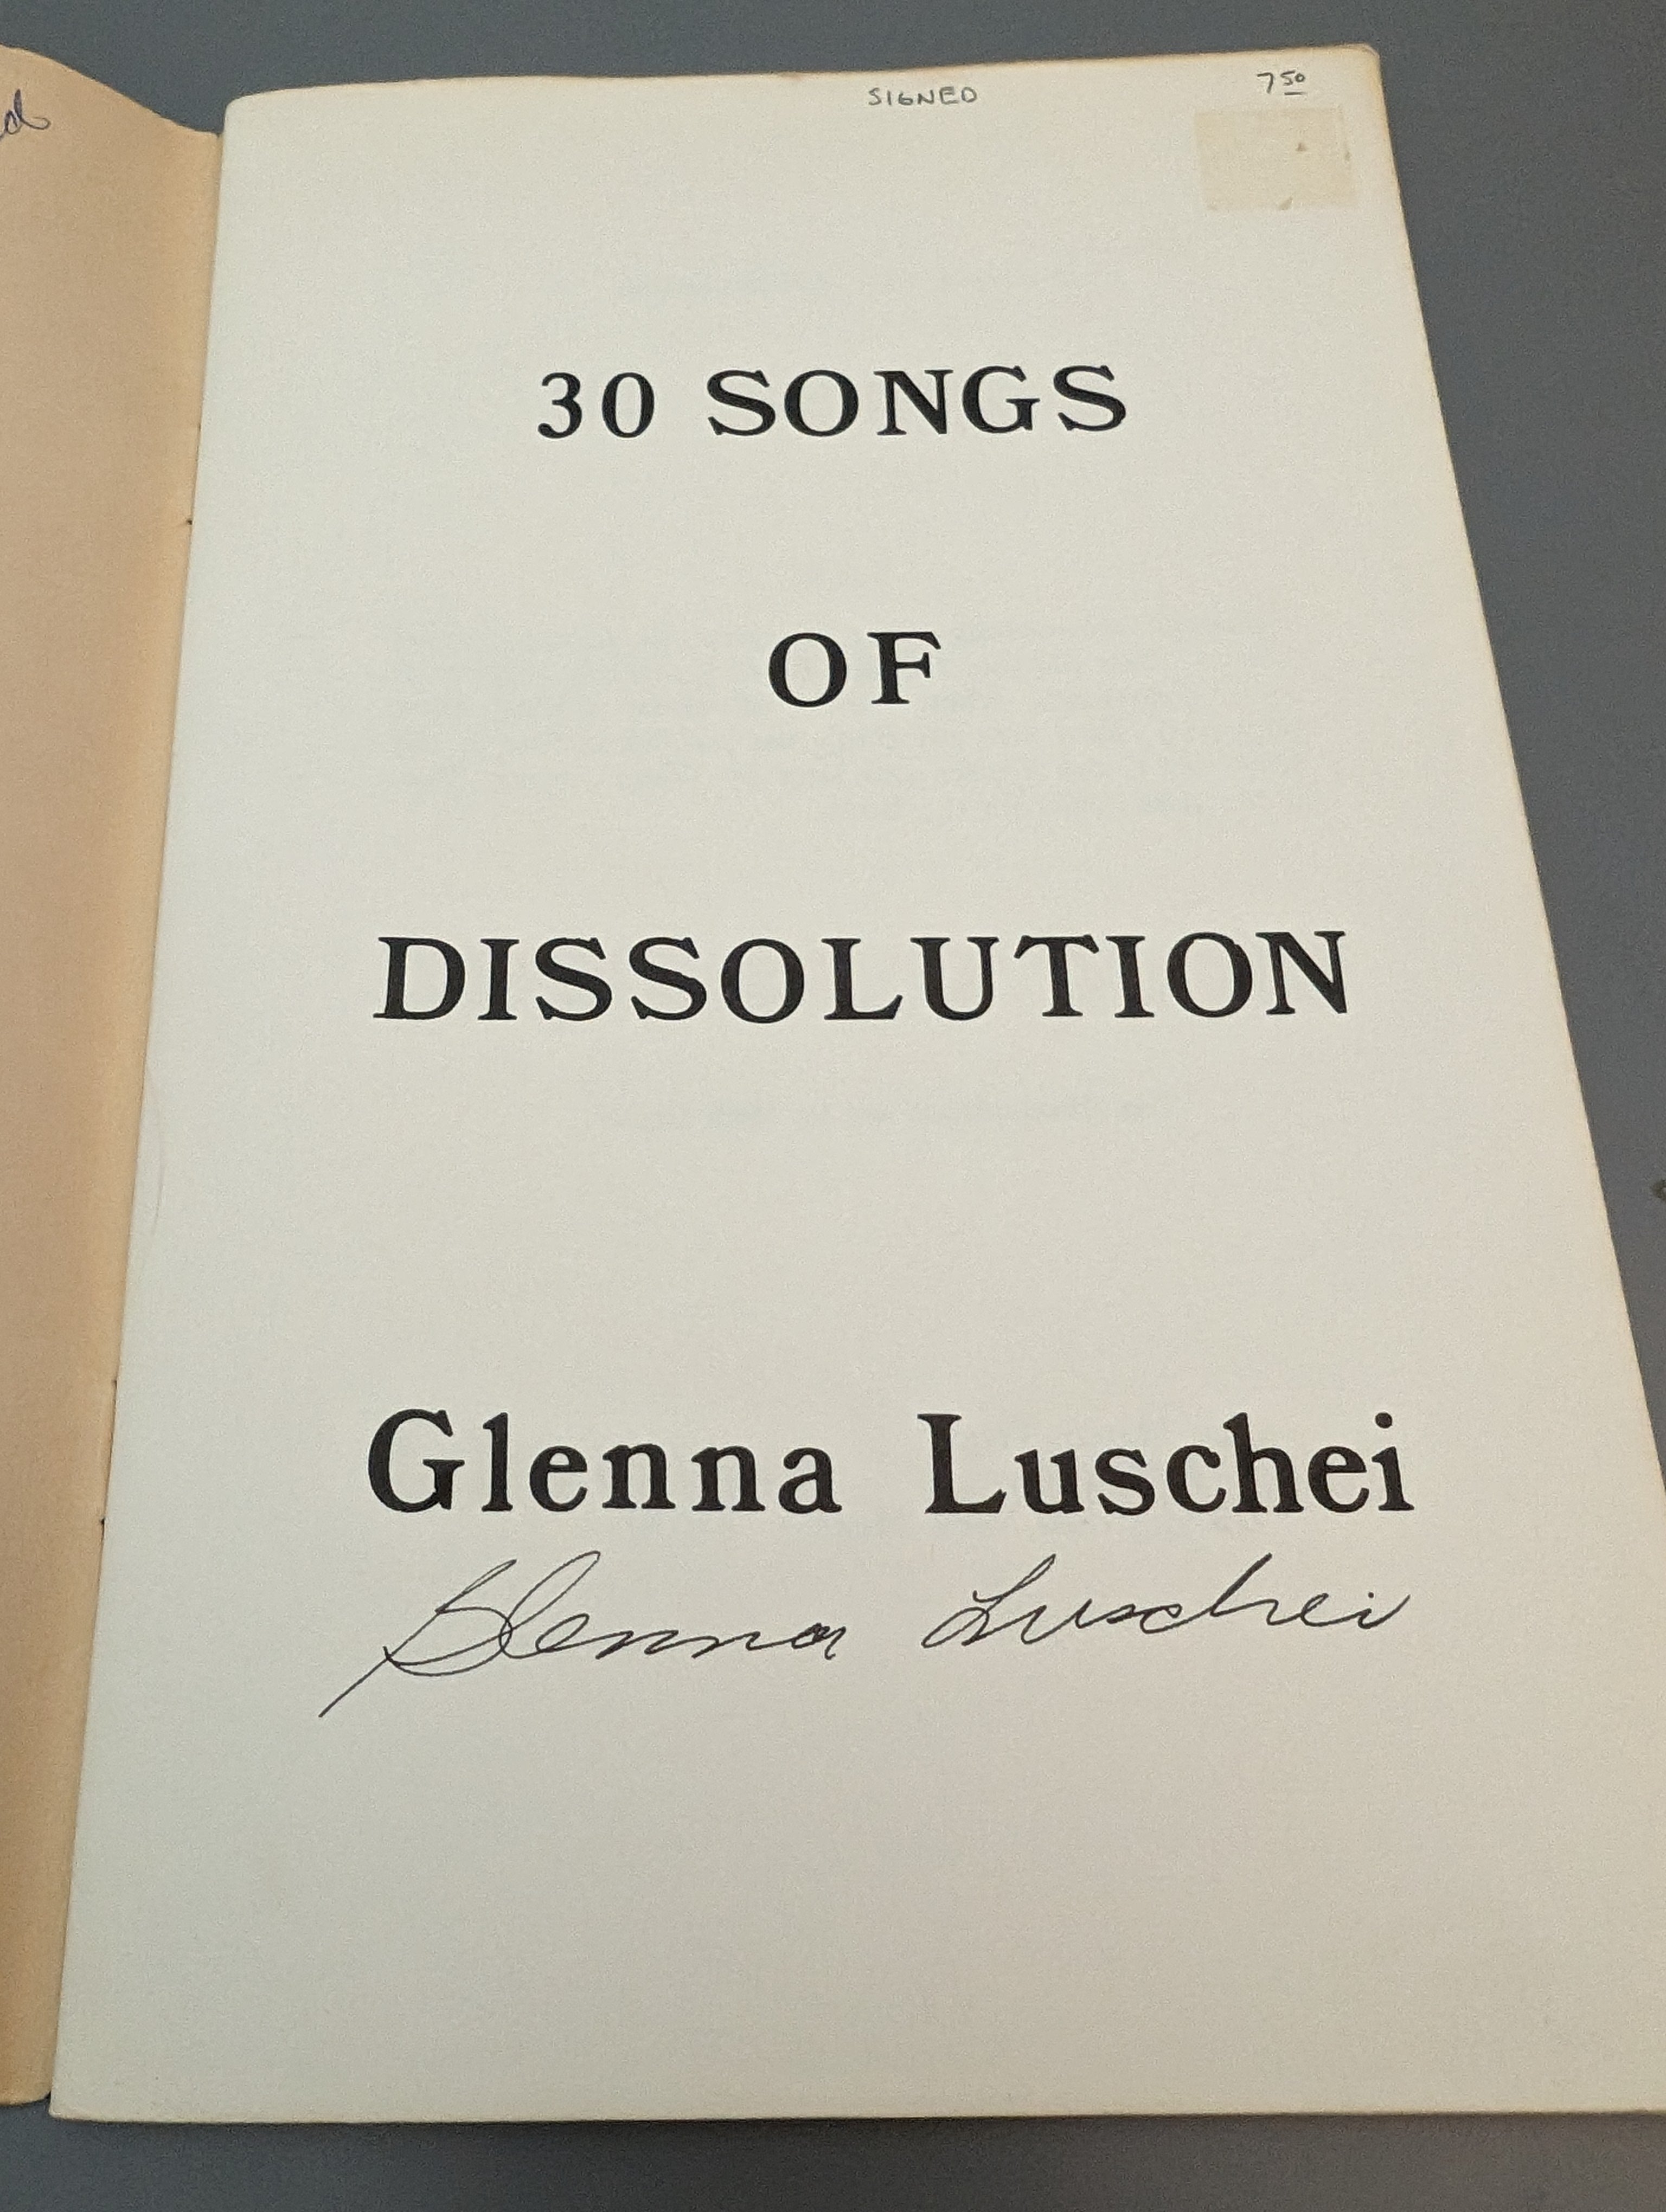 SIGNED 7 50
30 SONGS
OF
DISSOLUTION
Glenna Luschei
Glenna Luschei